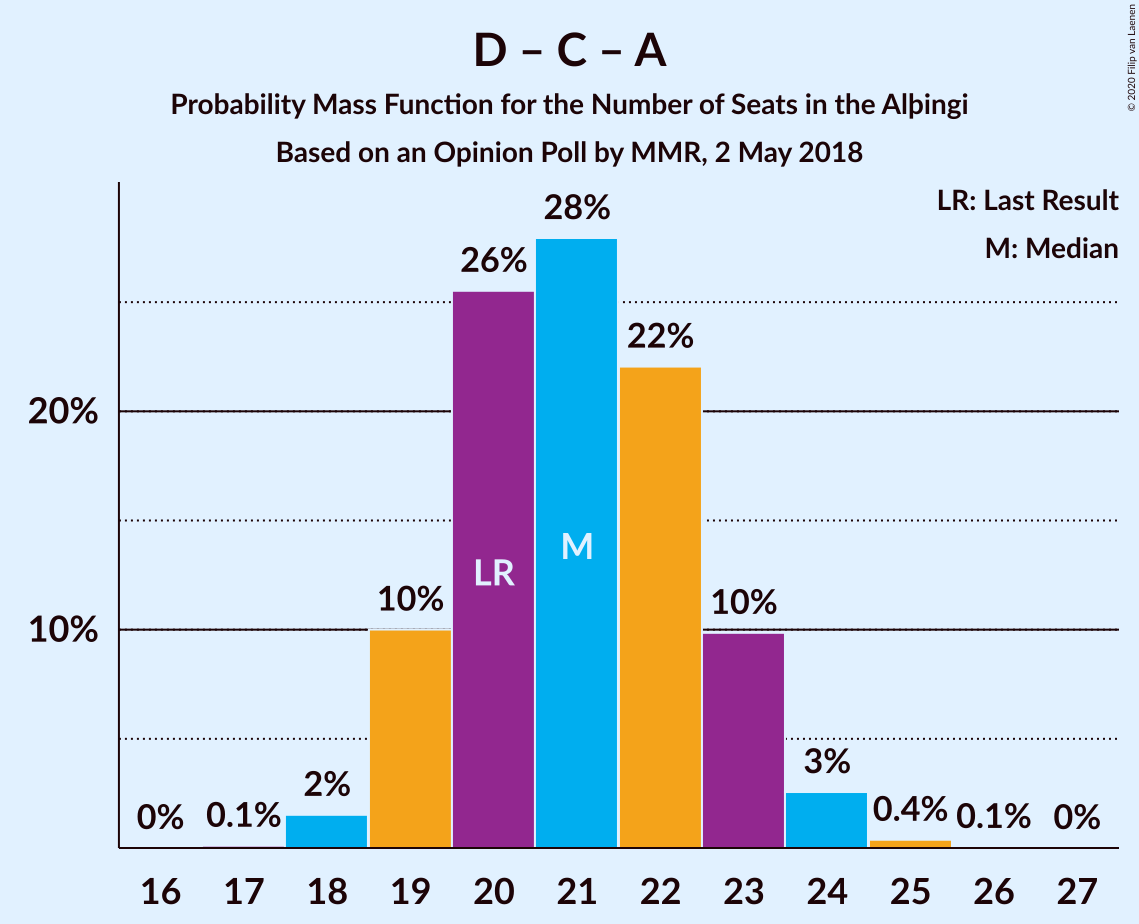 D – C – A
Probability Mass Function for the Number of Seats in the Alþingi
Based on an Opinion Poll by MMR, 2 May 2018
© 2020 Filip van Laenen
LR: Last Result
M: Median
28%
26%
22%
20%
M
LR
10%
10%
10%
3%
2%
0%
0.1%
0.4%
0.1%
0%
16 17 18 19 20 21 22 23 24 25 26 27